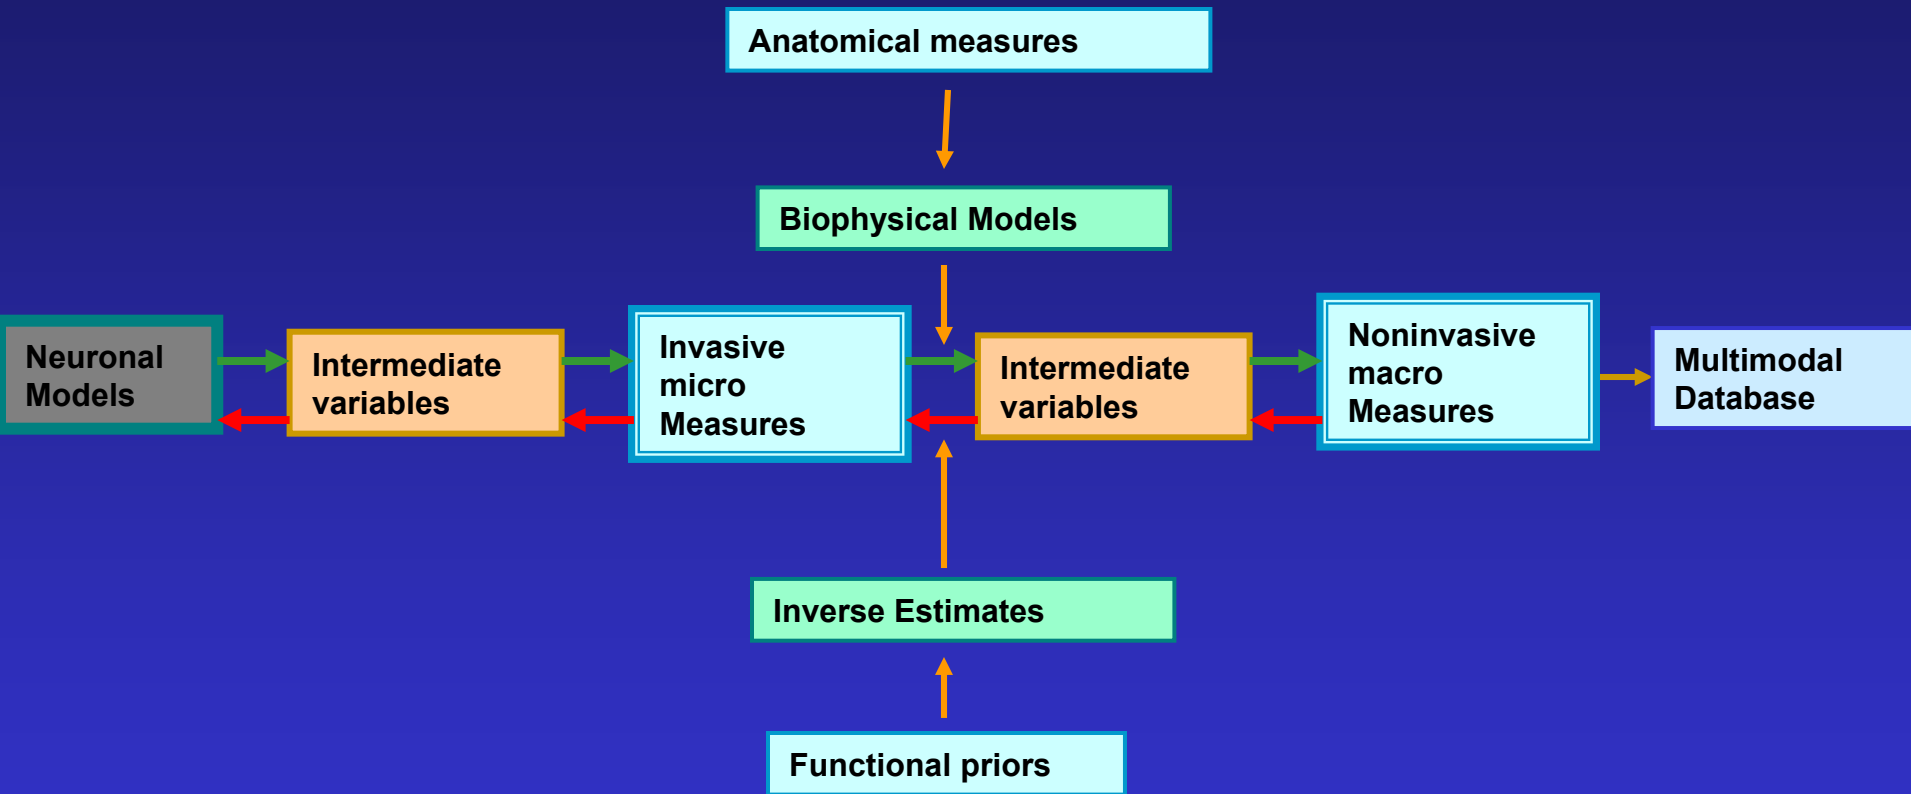 Anatomical measures
Biophysical Models
Neuronal
Models
Intermediate
variables
Invasive
micro
Measures
Intermediate
variables
Noninvasive
macro
Measures
Multimodal
Database
Inverse Estimates
Functional priors